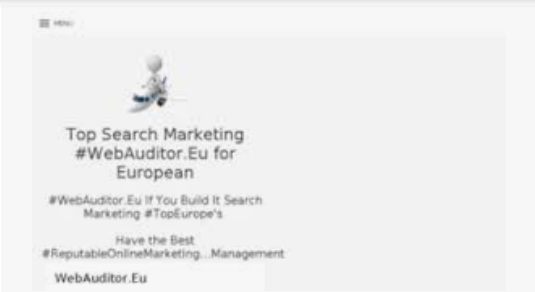 MENU
Top Search Marketing
#WebAuditor.Eu for
European
#WebAuditor.Eu If You Build It Search
Marketing #TopEurope's
Have the Best
#ReputableOnlineMarketing...Management
WebAuditor.Eu